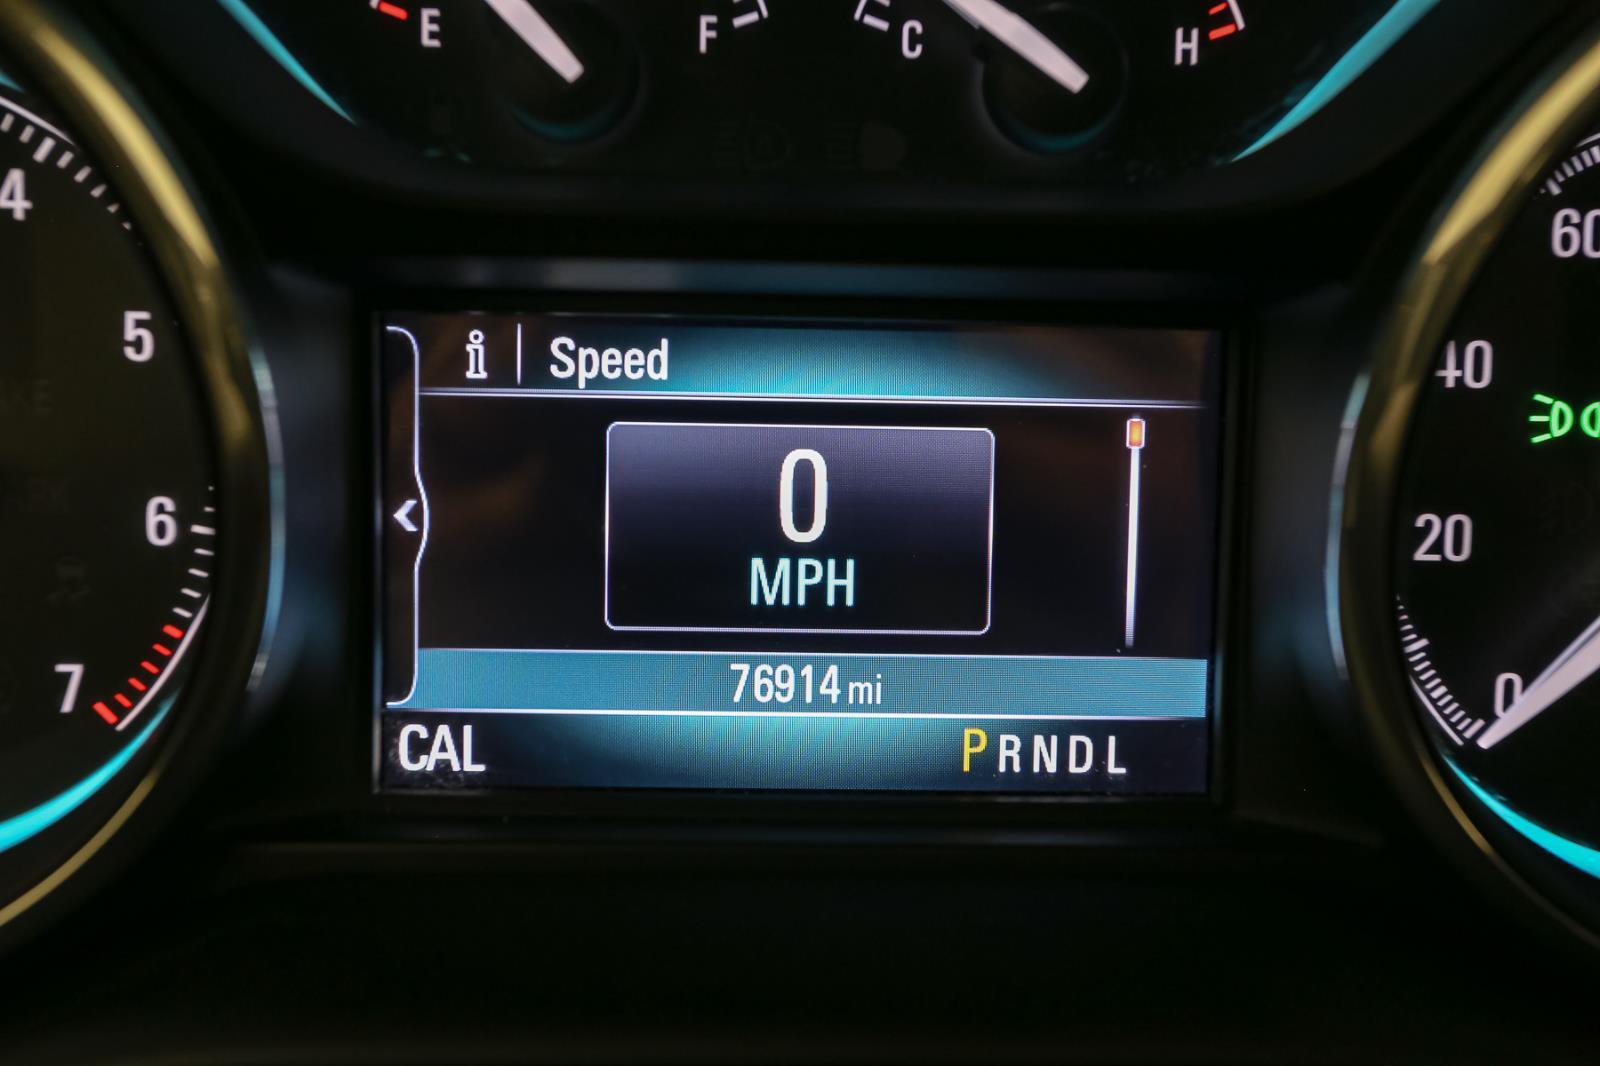 E F C H
4
5
6
7
60
40
20
0
i Speed
0
MPH
76914 mi
CAL PRNDL